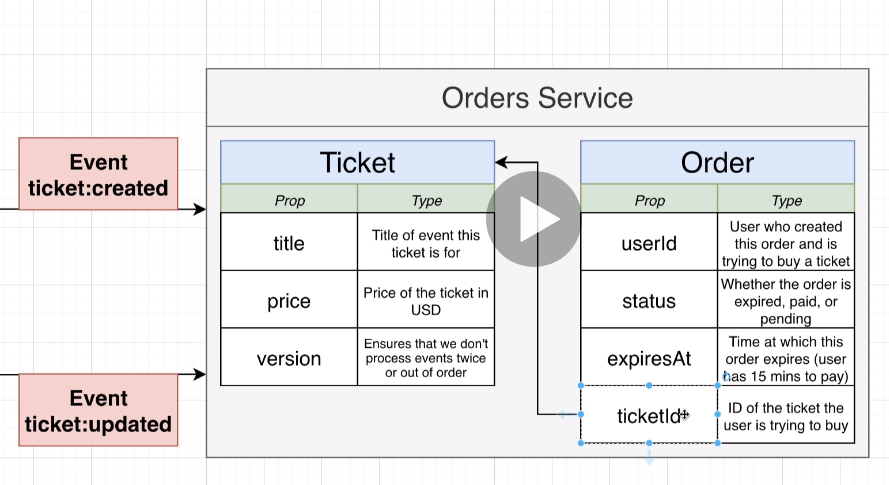 Orders Service
Event
ticket:created
Ticket
Order
Prop
Type
Prop
Type
title
Title of event this
ticket is for
userId
User who created
this order and is
trying to buy a ticket
price
Price of the ticket in
USD
status
Whether the order is
expired, paid, or
pending
version
Ensures that we don't
process events twice
or out of order
expiresAt
Time at which this
order expires (user
has 15 mins to pay)
Event
ticket:updated
ticketId
ID of the ticket the
user is trying to buy